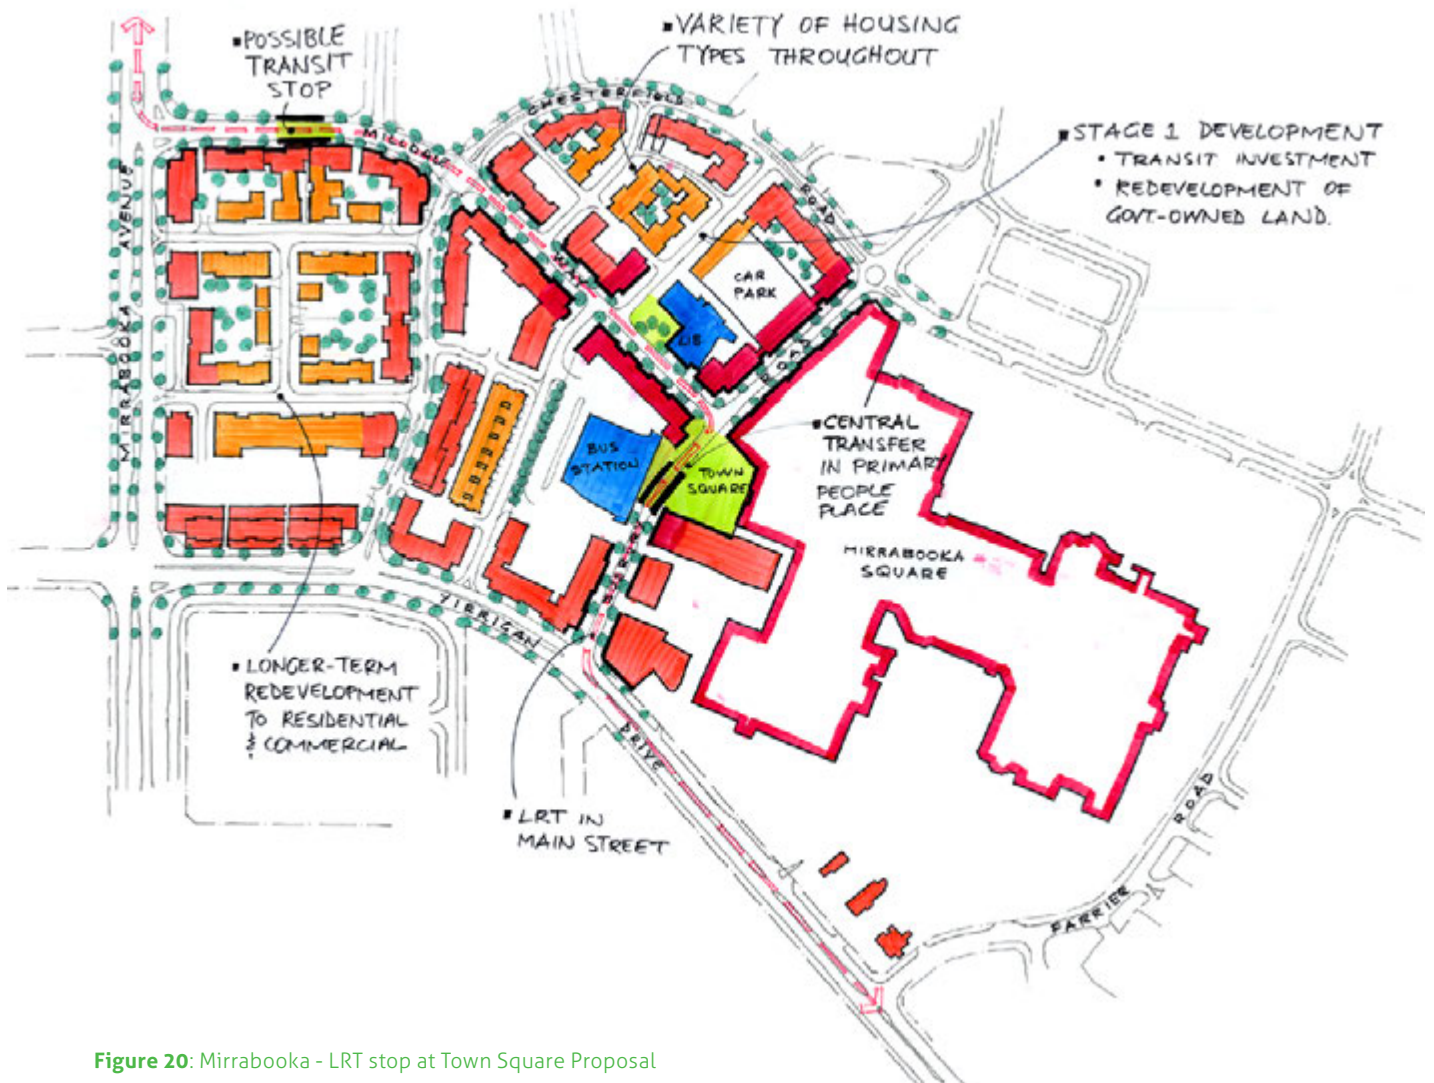 ▪POSSIBLE
TRANSIT
STOP
▪VARIETY OF HOUSING
TYPES THROUGHOUT
▪STAGE 1 DEVELOPMENT
• TRANSIT INVESTMENT
• REDEVELOPMENT OF
GOVT-OWNED LAND.
CHESTERFIELD
ROAD
MIRRABOOKA AVENUE
WAY
CAR
PARK
LIB
ROAD
BUS
STATION
TOWN
SQUARE
▪CENTRAL
TRANSFER
IN PRIMARY
PEOPLE
PLACE
MIRRABOOKA
SQUARE
YIRRIGAN
DRIVE
▪LONGER-TERM
REDEVELOPMENT
TO RESIDENTIAL
& COMMERCIAL
▪LRT IN
MAIN STREET
FARRIER
ROAD
Figure 20: Mirrabooka - LRT stop at Town Square Proposal